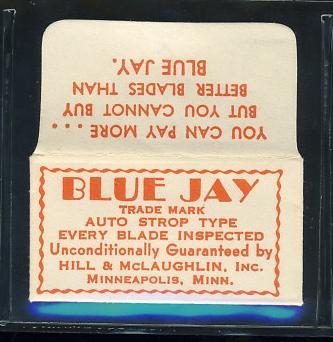 YOU CAN PAY MORE...
BUT YOU CANNOT BUY
BETTER BLADES THAN
BLUE JAY.
BLUE JAY
TRADE MARK
AUTO STROP TYPE
EVERY BLADE INSPECTED
Unconditionally Guaranteed by
HILL & McLAUGHLIN, Inc.
MINNEAPOLIS, MINN.